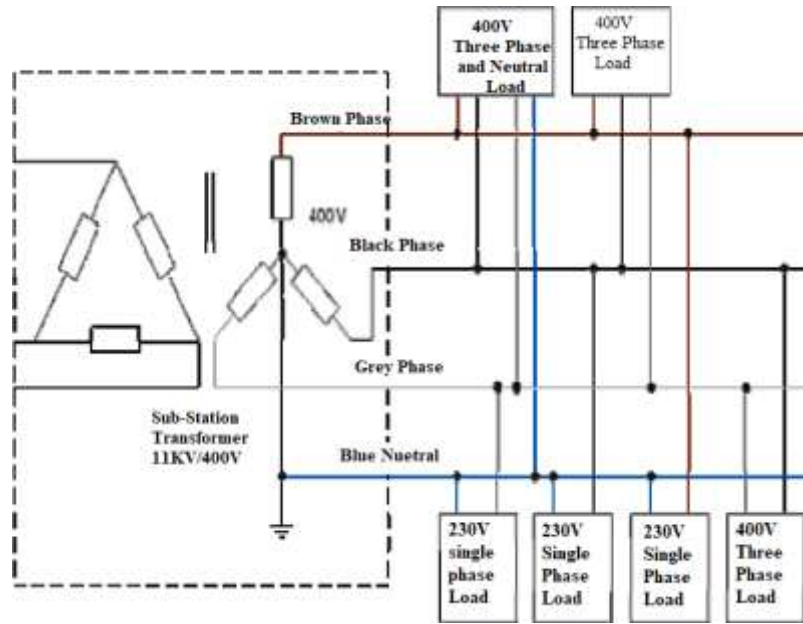 400V
Three Phase
and Neutral
Load
400V
Three Phase
Load
Brown Phase
400V
Black Phase
Grey Phase
Sub-Station
Transformer
11KV/400V
Blue Nuetral
230V
single
phase
Load
230V
Single
Phase
Load
230V
Single
Phase
Load
400V
Three
Phase
Load